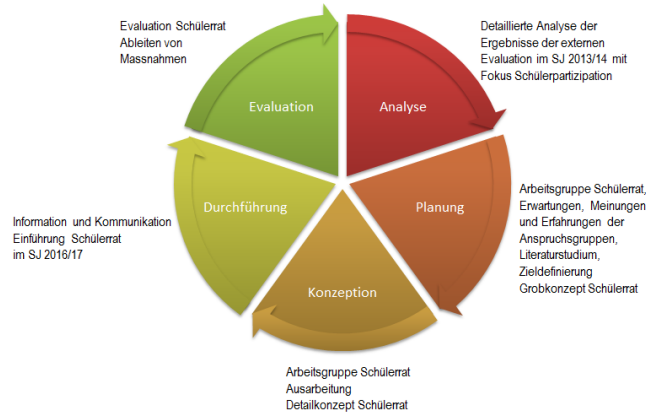 Evaluation Schülerrat
Ableiten von
Massnahmen
Detaillierte Analyse der
Ergebnisse der externen
Evaluation im SJ 2013/14 mit
Fokus Schülerpartizipation
Evaluation
Analyse
Durchführung
Planung
Konzeption
Information und Kommunikation
Einführung Schülerrat
im SJ 2016/17
Arbeitsgruppe Schülerrat,
Erwartungen, Meinungen
und Erfahrungen der
Anspruchsgruppen,
Literaturstudium,
Zieldefinierung
Grobkonzept Schülerrat
Arbeitsgruppe Schülerrat
Ausarbeitung
Detailkonzept Schülerrat